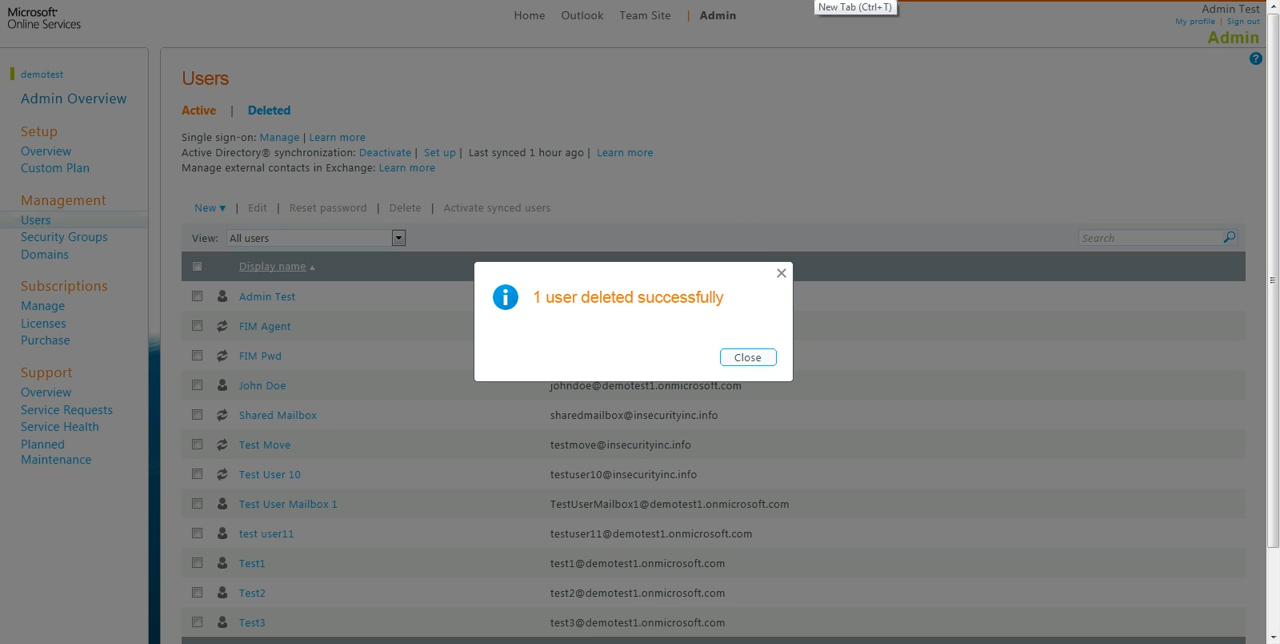 Microsoft®
Online Services
Home Outlook Team Site | Admin
New Tab (Ctrl+T)
Admin Test
My profile | Sign out
Admin
demotest
Admin Overview
Setup
Overview
Custom Plan
Management
Users
Security Groups
Domains
Subscriptions
Manage
Licenses
Purchase
Support
Overview
Service Requests
Service Health
Planned
Maintenance
Users
Active | Deleted
Single sign-on: Manage | Learn more
Active Directory® synchronization: Deactivate | Set up | Last synced 1 hour ago | Learn more
Manage external contacts in Exchange: Learn more
New ▾ | Edit | Reset password | Delete | Activate synced users
View: All users
Search
Display name ▴
1 user deleted successfully
Close
Admin Test
FIM Agent
FIM Pwd
John Doe johndoe@demotest1.onmicrosoft.com
Shared Mailbox sharedmailbox@insecurityinc.info
Test Move testmove@insecurityinc.info
Test User 10 testuser10@insecurityinc.info
Test User Mailbox 1 TestUserMailbox1@demotest1.onmicrosoft.com
test user11 testuser11@demotest1.onmicrosoft.com
Test1 test1@demotest1.onmicrosoft.com
Test2 test2@demotest1.onmicrosoft.com
Test3 test3@demotest1.onmicrosoft.com